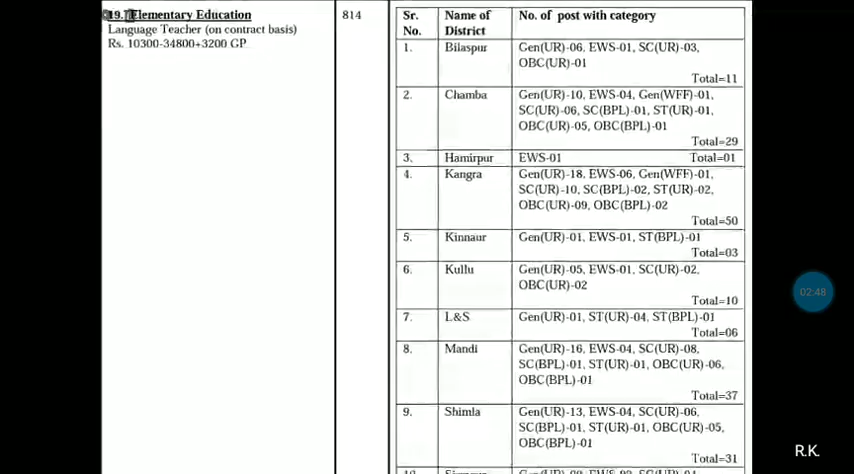 19. Elementary Education
Language Teacher (on contract basis)
Rs. 10300-34800+3200 GP
814
Sr. No. Name of District No. of post with category
1. Bilaspur Gen(UR)-06, EWS-01, SC(UR)-03,
OBC(UR)-01
Total=11
2. Chamba Gen(UR)-10, EWS-04, Gen(WFF)-01,
SC(UR)-06, SC(BPL)-01, ST(UR)-01,
OBC(UR)-05, OBC(BPL)-01
Total=29
3. Hamirpur EWS-01 Total=01
4. Kangra Gen(UR)-18, EWS-06, Gen(WFF)-01,
SC(UR)-10, SC(BPL)-02, ST(UR)-02,
OBC(UR)-09, OBC(BPL)-02
Total=50
5. Kinnaur Gen(UR)-01, EWS-01, ST(BPL)-01
Total=03
6. Kullu Gen(UR)-05, EWS-01, SC(UR)-02,
OBC(UR)-02
Total=10
7. L&S Gen(UR)-01, ST(UR)-04, ST(BPL)-01
Total=06
8. Mandi Gen(UR)-16, EWS-04, SC(UR)-08,
SC(BPL)-01, ST(UR)-01, OBC(UR)-06,
OBC(BPL)-01
Total=37
9. Shimla Gen(UR)-13, EWS-04, SC(UR)-06,
SC(BPL)-01, ST(UR)-01, OBC(UR)-05,
OBC(BPL)-01
Total=31
02:48
R.K.